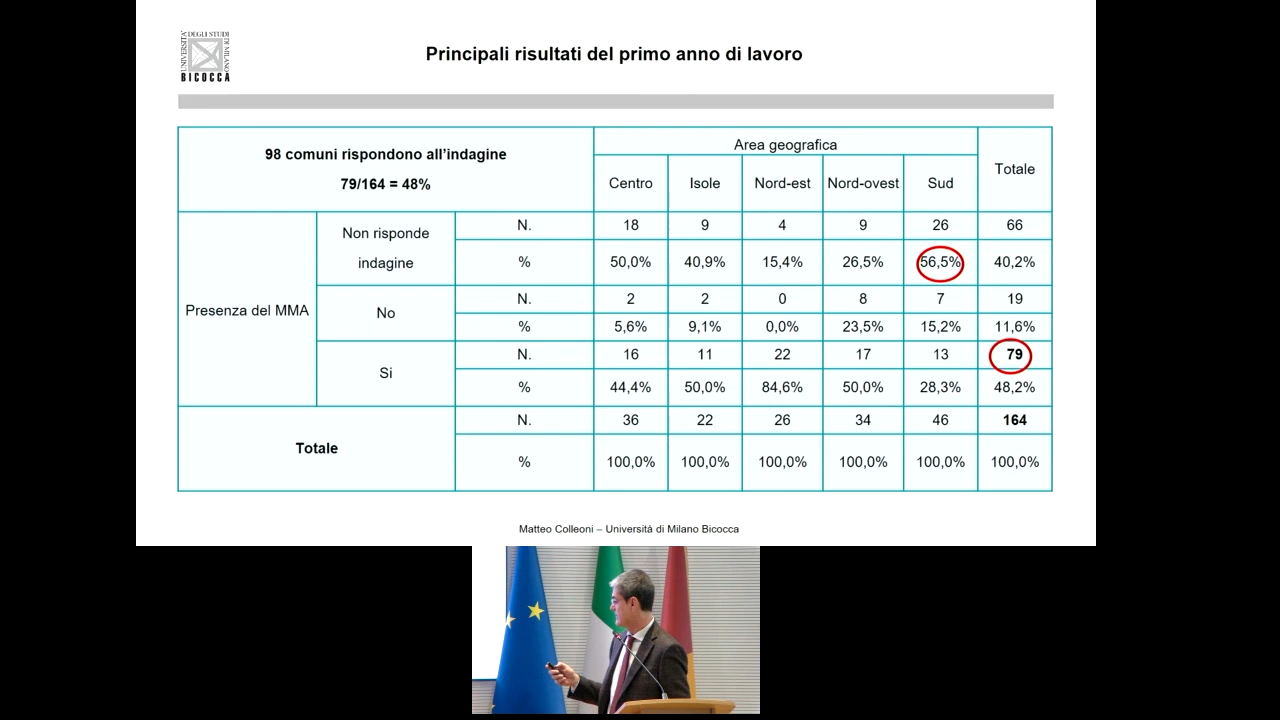 UNIVERSITA'
DEGLI STUDI
DI MILANO
BICOCCA
Principali risultati del primo anno di lavoro
98 comuni rispondono all'indagine
79/164 = 48%
Area geografica
Totale
Centro Isole Nord-est Nord-ovest Sud
Presenza del MMA
Non risponde
indagine
N. 18 9 4 9 26 66
% 50,0% 40,9% 15,4% 26,5% 56,5% 40,2%
No
N. 2 2 0 8 7 19
% 5,6% 9,1% 0,0% 23,5% 15,2% 11,6%
Si
N. 16 11 22 17 13 79
% 44,4% 50,0% 84,6% 50,0% 28,3% 48,2%
Totale
N. 36 22 26 34 46 164
% 100,0% 100,0% 100,0% 100,0% 100,0% 100,0%
Matteo Colleoni – Università di Milano Bicocca